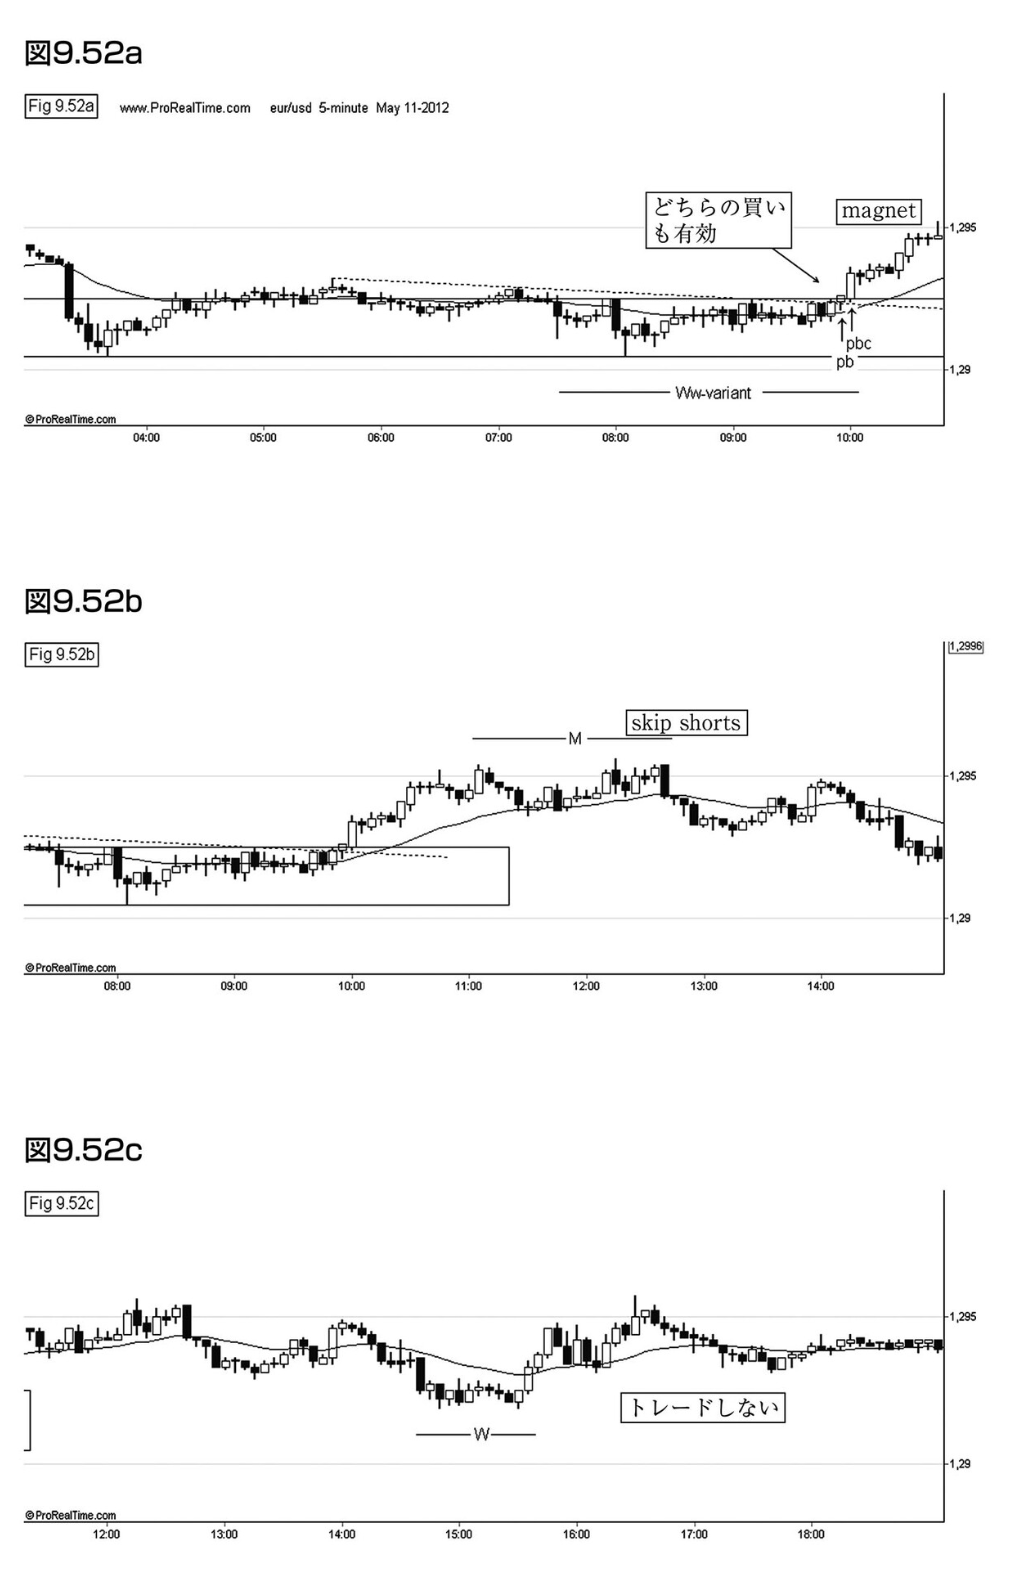 図9.52a
Fig 9.52a www.ProRealTime.com eur/usd 5-minute May 11-2012
どちらの買い
も有効
magnet
1,295
pbc
pb
1,29
Ww-variant
© ProRealTime.com
04:00 05:00 06:00 07:00 08:00 09:00 10:00
図9.52b
Fig 9.52b
1,2996
skip shorts
M
1,295
1,29
© ProRealTime.com
08:00 09:00 10:00 11:00 12:00 13:00 14:00
図9.52c
Fig 9.52c
1,295
トレードしない
W
1,29
© ProRealTime.com
12:00 13:00 14:00 15:00 16:00 17:00 18:00